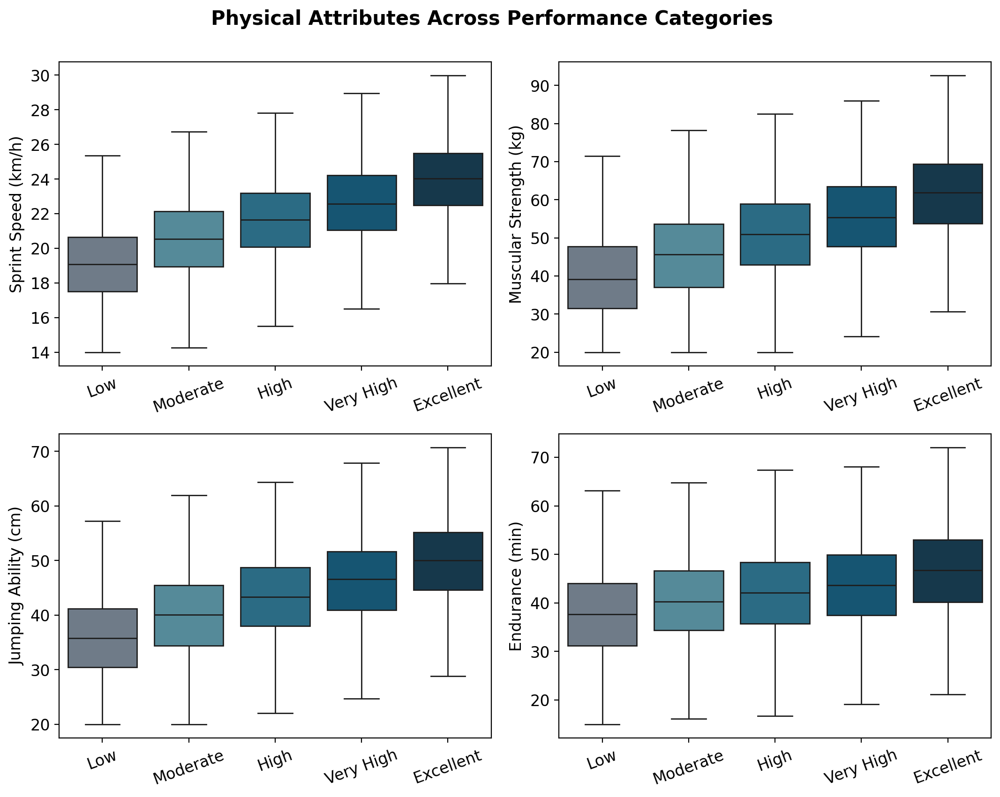 Physical Attributes Across Performance Categories
Sprint Speed (km/h)
30
28
26
24
22
20
18
16
14
Low
Moderate
High
Very High
Excellent
Muscular Strength (kg)
90
80
70
60
50
40
30
20
Low
Moderate
High
Very High
Excellent
Jumping Ability (cm)
70
60
50
40
30
20
Low
Moderate
High
Very High
Excellent
Endurance (min)
70
60
50
40
30
20
Low
Moderate
High
Very High
Excellent